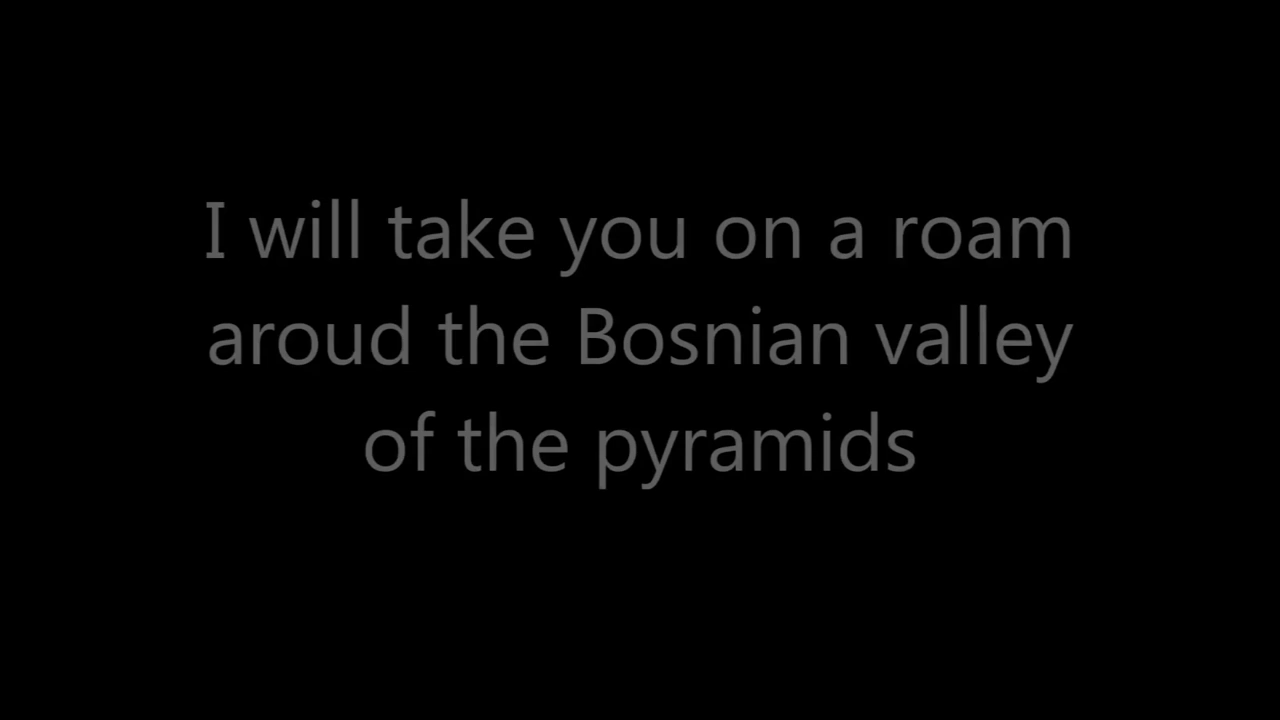 I will take you on a roam
aroud the Bosnian valley
of the pyramids